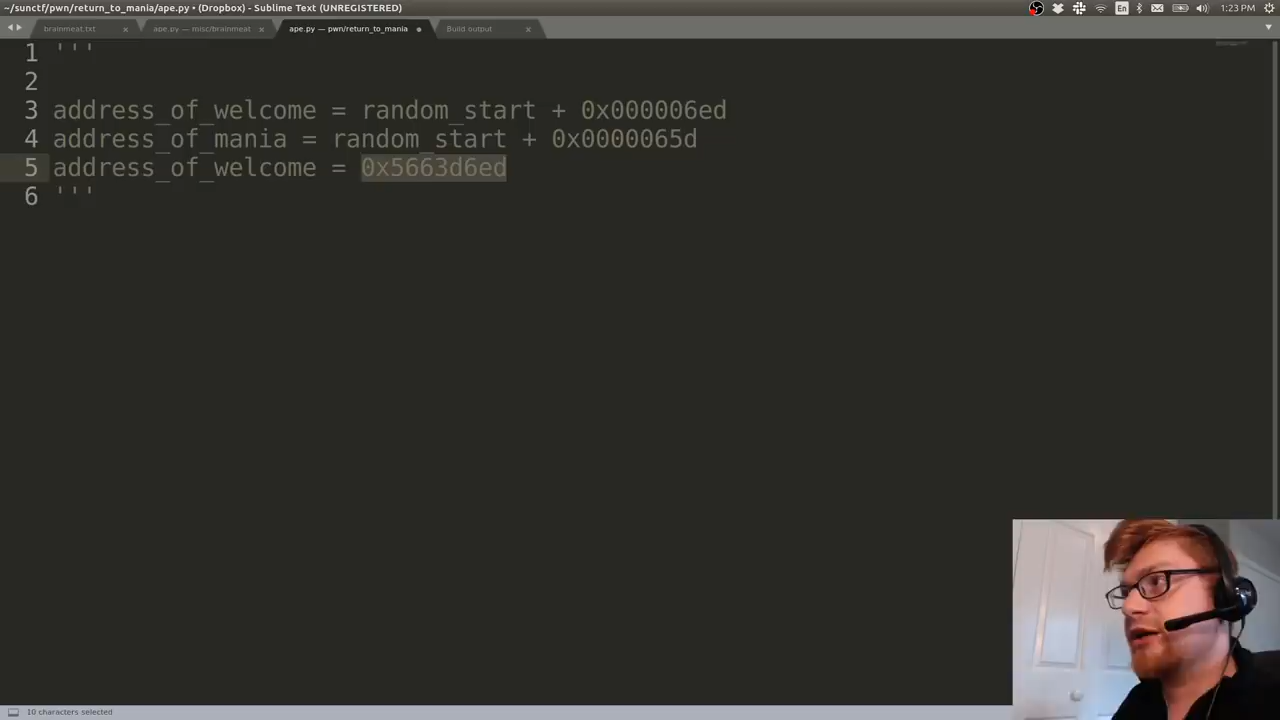 ~/sunctf/pwn/return_to_mania/ape.py • (Dropbox) - Sublime Text (UNREGISTERED)
En
1:23 PM
brainmeat.txt ×
ape.py — misc/brainmeat ×
ape.py — pwn/return_to_mania •
Build output ×
1 '''
2
3 address_of_welcome = random_start + 0x000006ed
4 address_of_mania = random_start + 0x0000065d
5 address_of_welcome = 0x5663d6ed
6 '''
10 characters selected